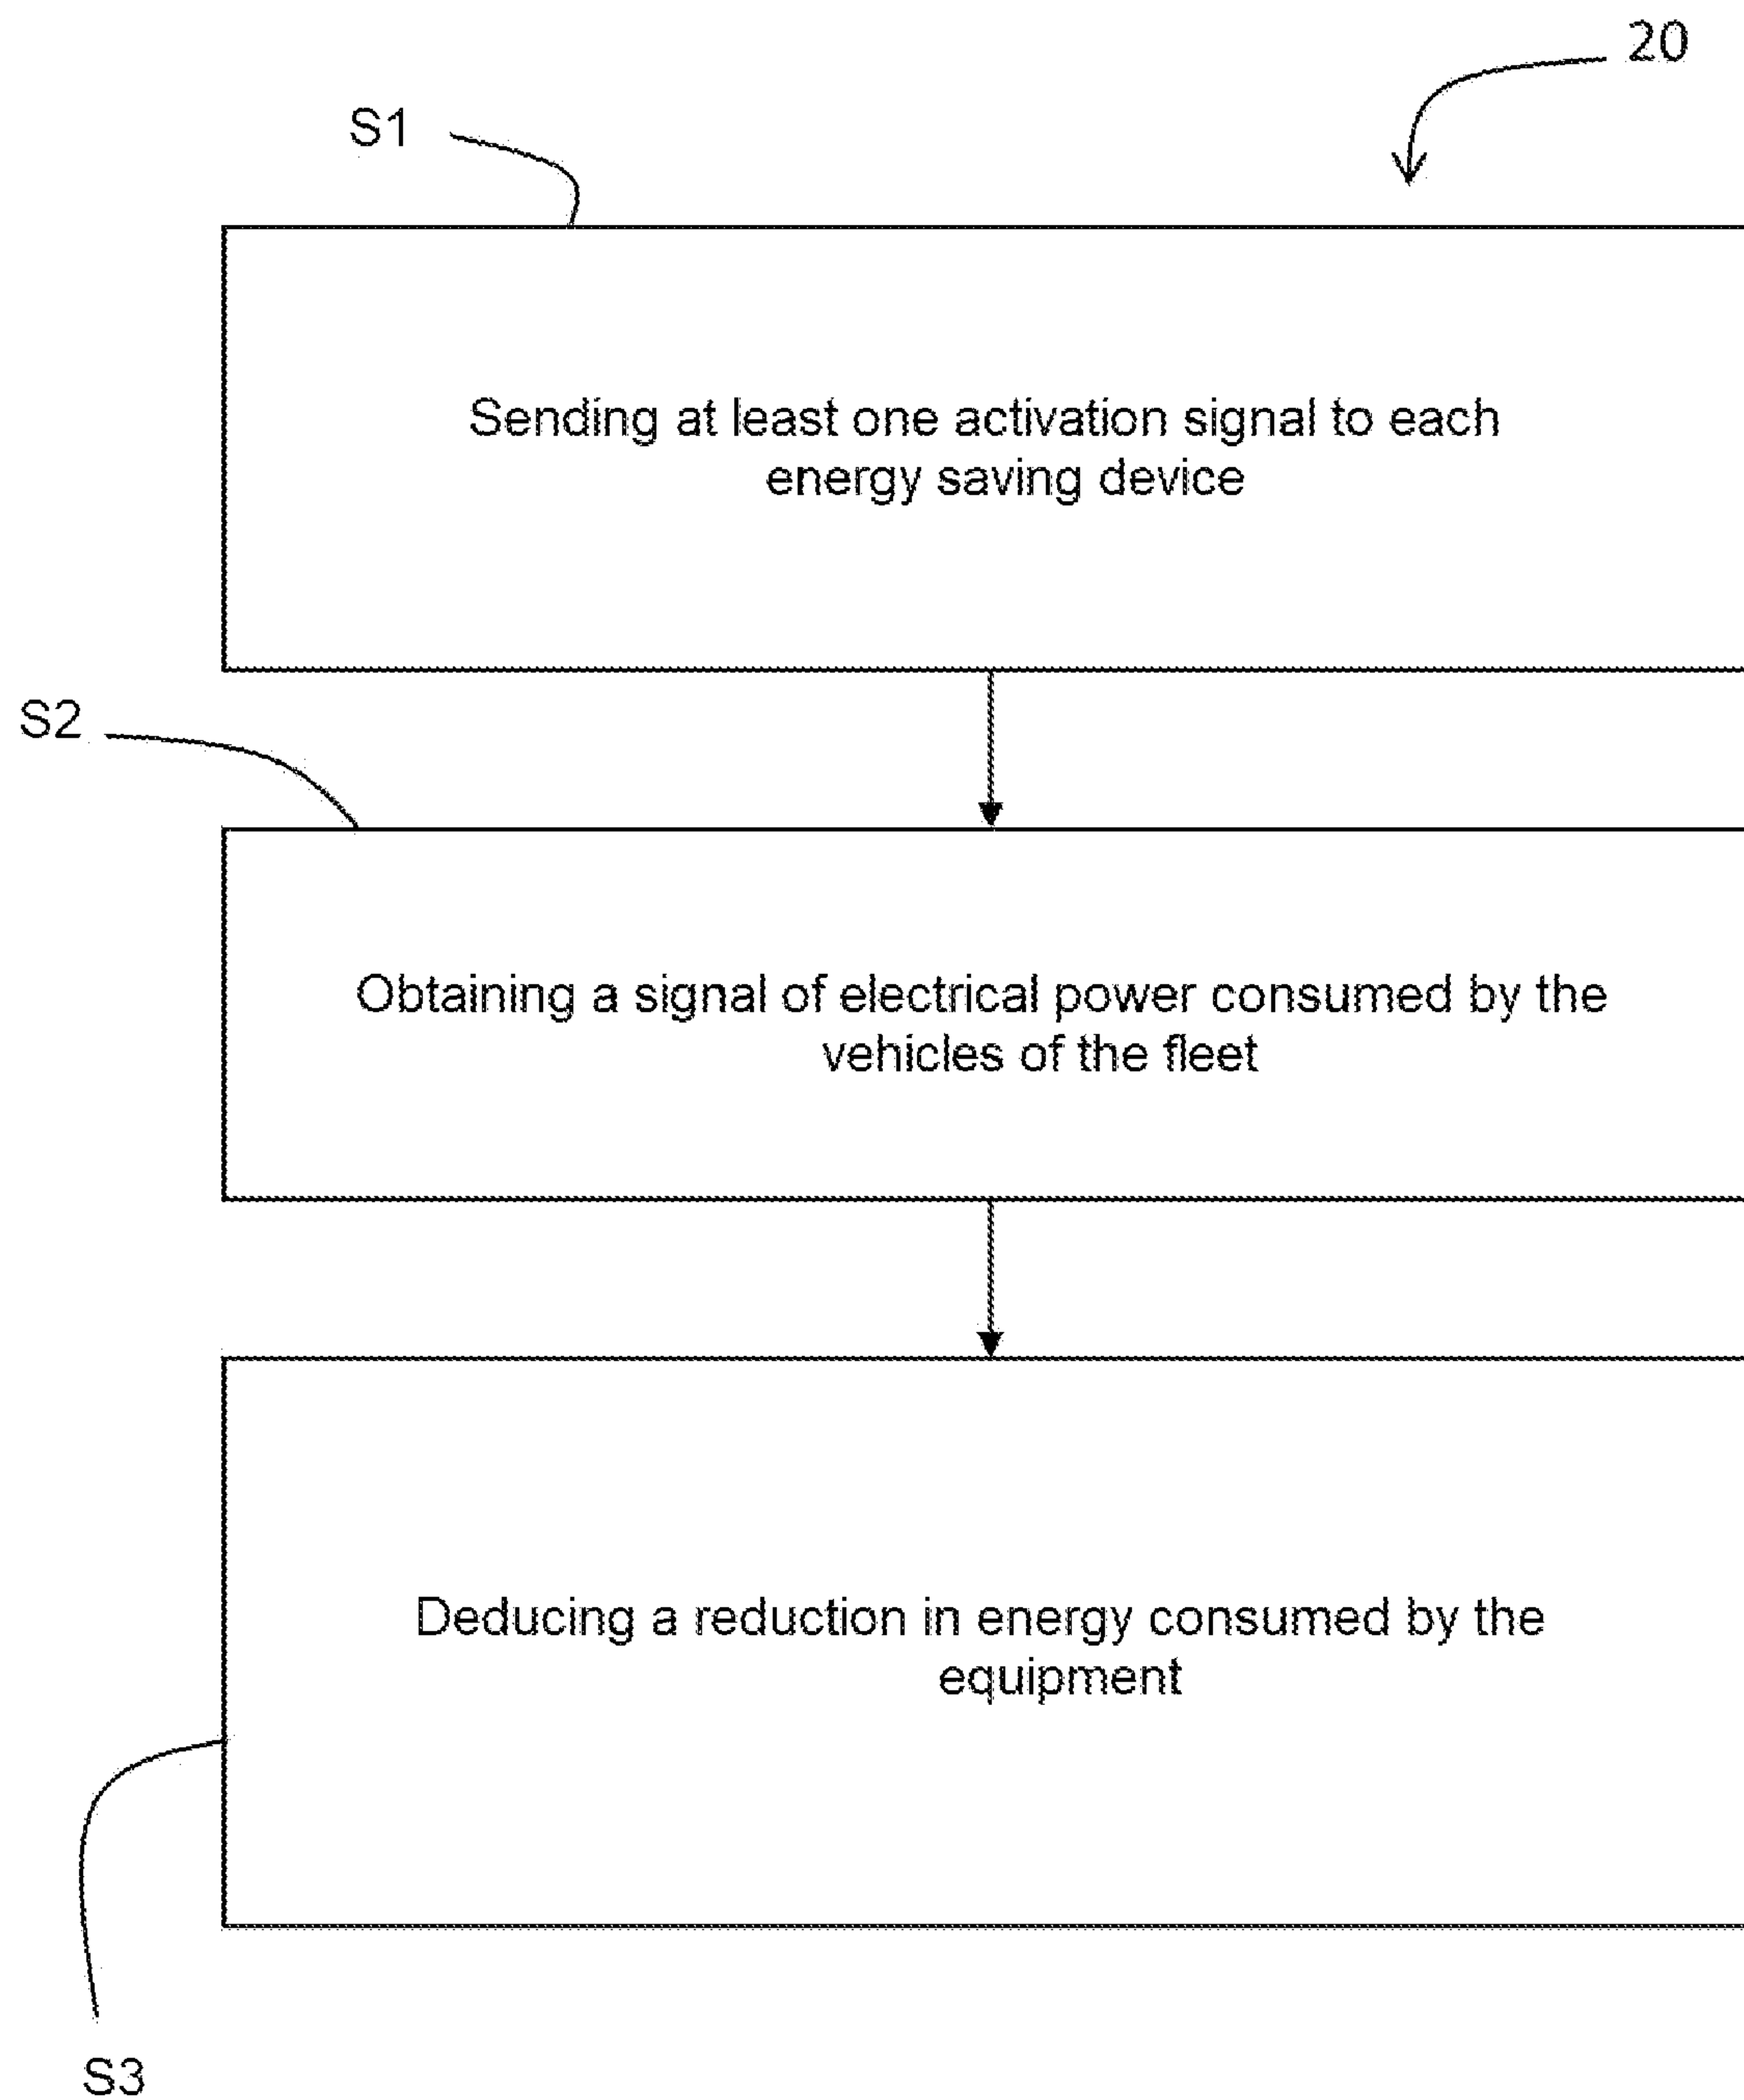 20
S1
Sending at least one activation signal to each
energy saving device
S2
Obtaining a signal of electrical power consumed by the
vehicles of the fleet
Deducing a reduction in energy consumed by the
equipment
S3